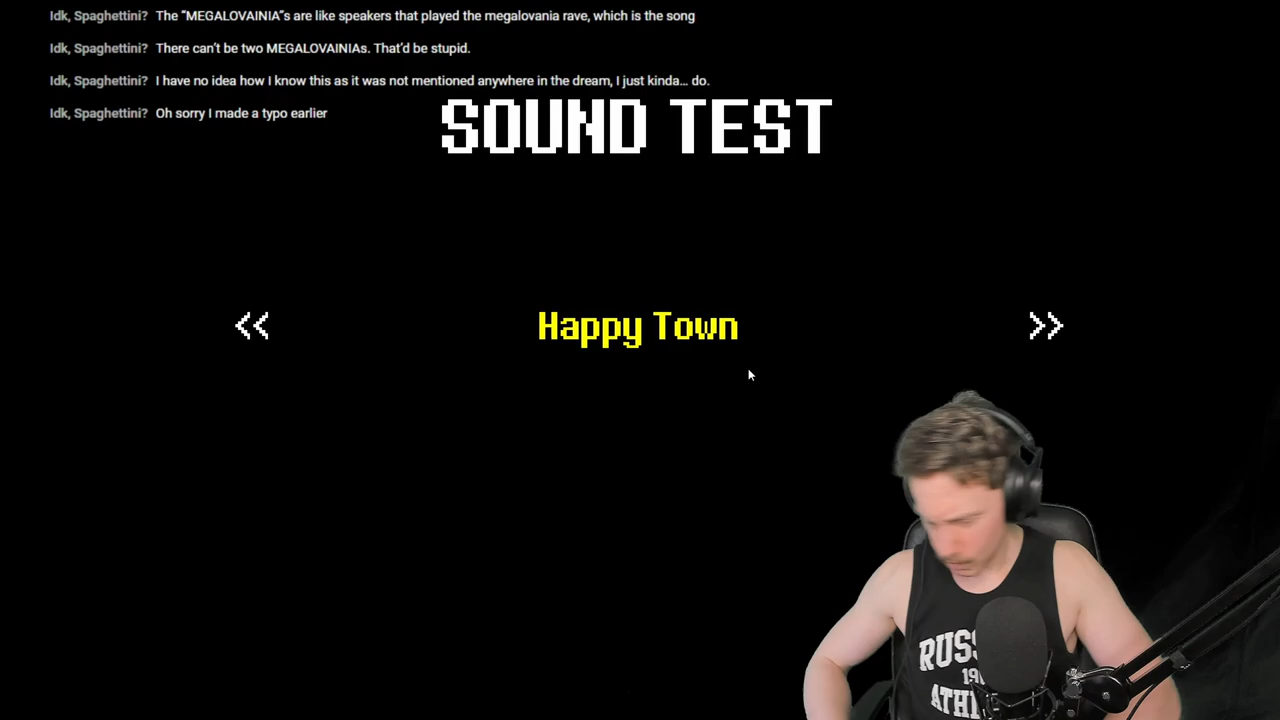 Idk, Spaghettini? The “MEGALOVAINIA”s are like speakers that played the megalovania rave, which is the song
Idk, Spaghettini? There can’t be two MEGALOVAINIAs. That’d be stupid.
Idk, Spaghettini? I have no idea how I know this as it was not mentioned anywhere in the dream, I just kinda… do.
Idk, Spaghettini? Oh sorry I made a typo earlier
SOUND TEST
<< Happy Town >>